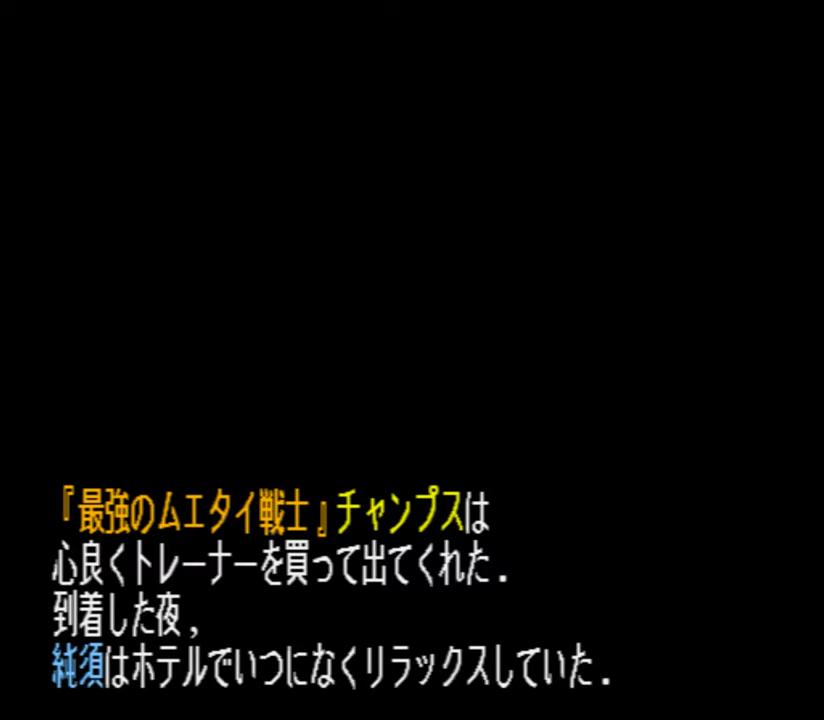 『最強のムエタイ戦士』チャンプスは
心良くトレーナーを買って出てくれた.
到着した夜,
純須はホテルでいつになくリラックスしていた.